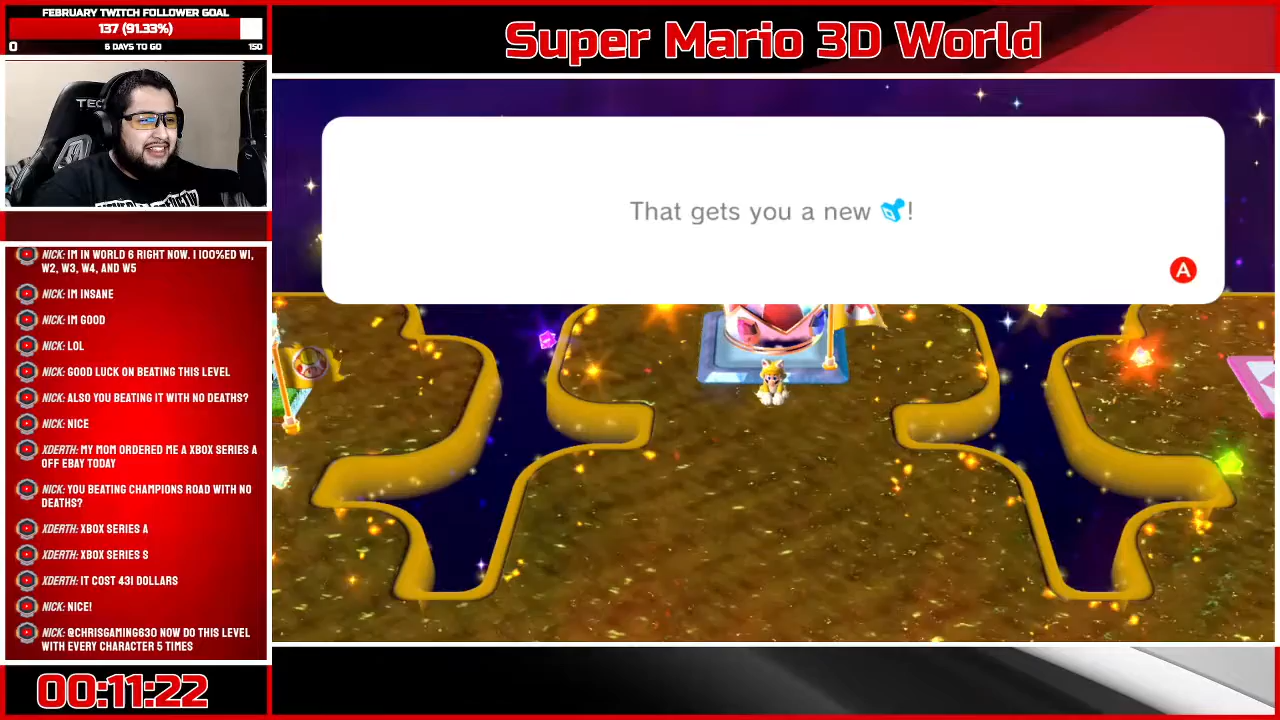 FEBRUARY TWITCH FOLLOWER GOAL
137 (91.33%)
0 6 DAYS TO GO 150
Super Mario 3D World
TEC
That gets you a new !
A
NICK: IM IN WORLD 6 RIGHT NOW. I 100%ED W1,
W2, W3, W4, AND W5
NICK: IM INSANE
NICK: IM GOOD
NICK: LOL
NICK: GOOD LUCK ON BEATING THIS LEVEL
NICK: ALSO YOU BEATING IT WITH NO DEATHS?
NICK: NICE
XDERTH: MY MOM ORDERED ME A XBOX SERIES A
OFF EBAY TODAY
NICK: YOU BEATING CHAMPIONS ROAD WITH NO
DEATHS?
XDERTH: XBOX SERIES A
XDERTH: XBOX SERIES S
XDERTH: IT COST 431 DOLLARS
NICK: NICE!
NICK: @CHRISGAMING630 NOW DO THIS LEVEL
WITH EVERY CHARACTER 5 TIMES
00:11:22